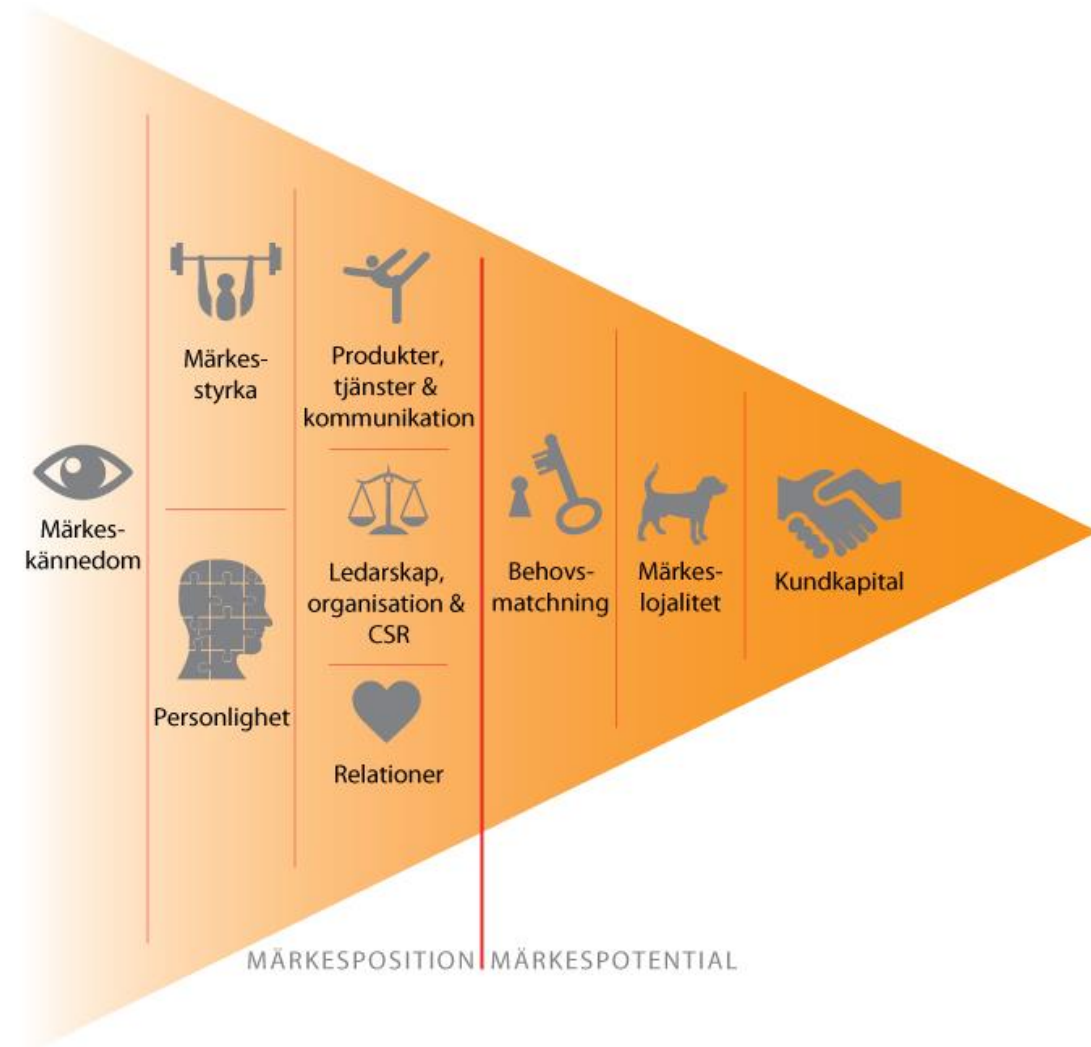 Märkes-
kännedom
Märkes-
styrka
Personlighet
Produkter,
tjänster &
kommunikation
Ledarskap,
organisation &
CSR
Relationer
Behovs-
matchning
Märkes-
lojalitet
Kundkapital
MÄRKESPOSITION
MÄRKESPOTENTIAL